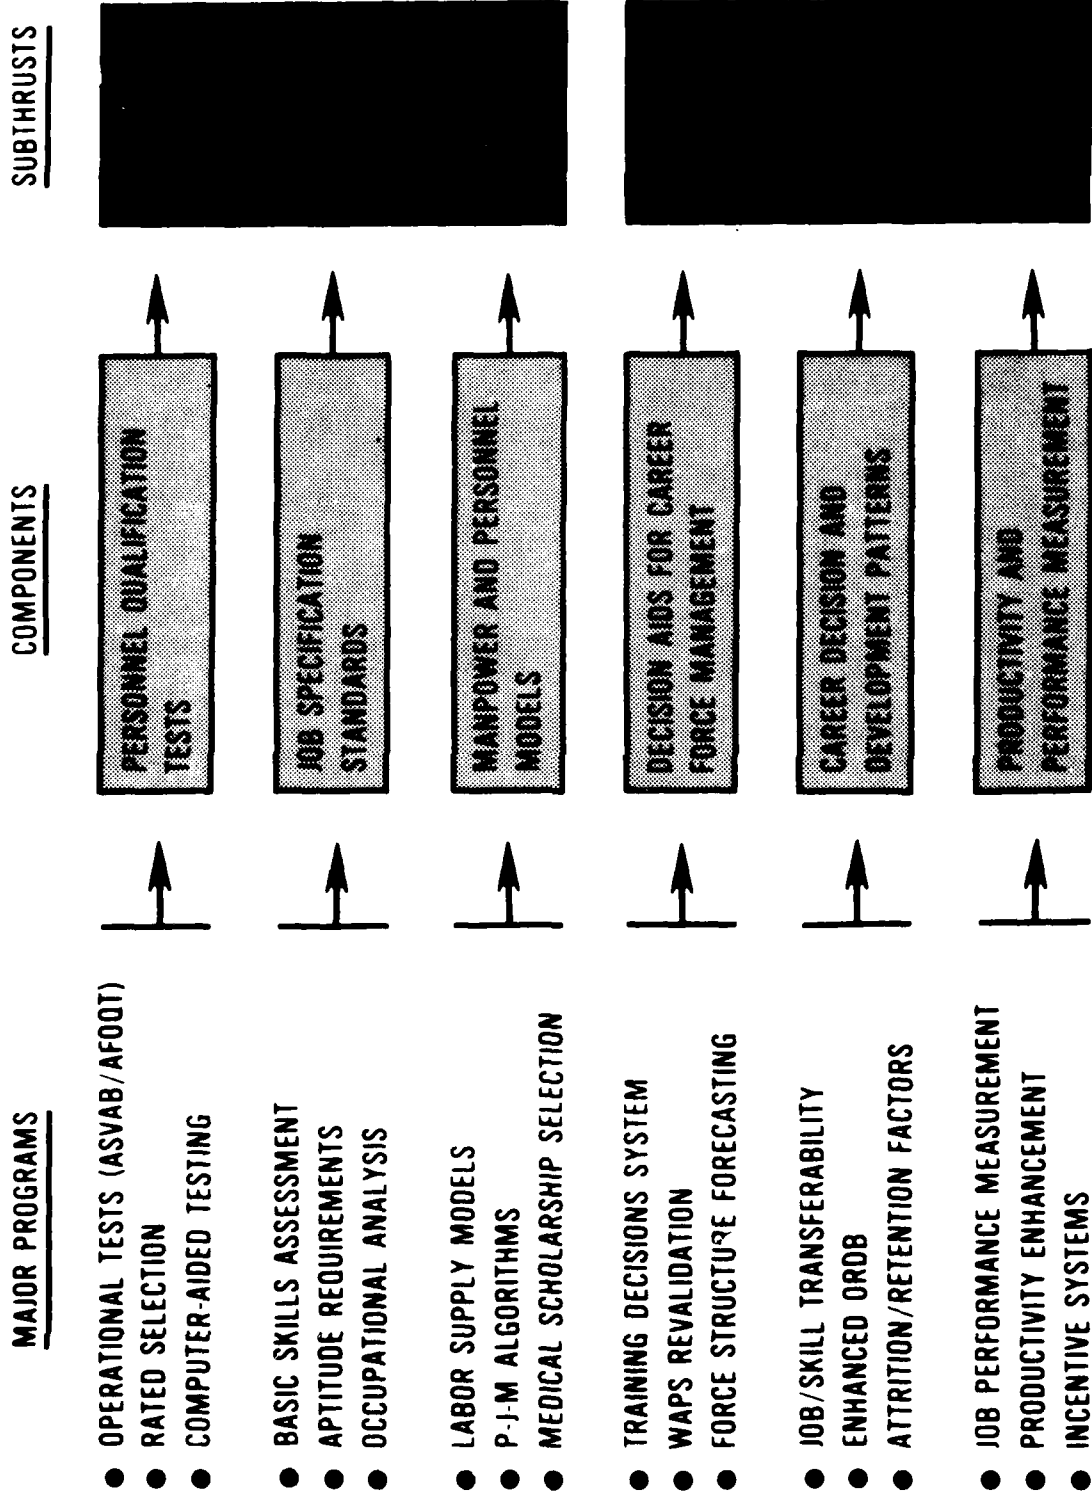 MAJOR PROGRAMS
COMPONENTS
SUBTHRUSTS
● OPERATIONAL TESTS (ASVAB/AFOQT)
● RATED SELECTION
● COMPUTER-AIDED TESTING
PERSONNEL QUALIFICATION
TESTS
● BASIC SKILLS ASSESSMENT
● APTITUDE REQUIREMENTS
● OCCUPATIONAL ANALYSIS
JOB SPECIFICATION
STANDARDS
● LABOR SUPPLY MODELS
● P-J-M ALGORITHMS
● MEDICAL SCHOLARSHIP SELECTION
MANPOWER AND PERSONNEL
MODELS
● TRAINING DECISIONS SYSTEM
● WAPS REVALIDATION
● FORCE STRUCTURE FORECASTING
DECISION AIDS FOR CAREER
FORCE MANAGEMENT
● JOB/SKILL TRANSFERABILITY
● ENHANCED ORDB
● ATTRITION/RETENTION FACTORS
CAREER DECISION AND
DEVELOPMENT PATTERNS
● JOB PERFORMANCE MEASUREMENT
● PRODUCTIVITY ENHANCEMENT
● INCENTIVE SYSTEMS
PRODUCTIVITY AND
PERFORMANCE MEASUREMENT